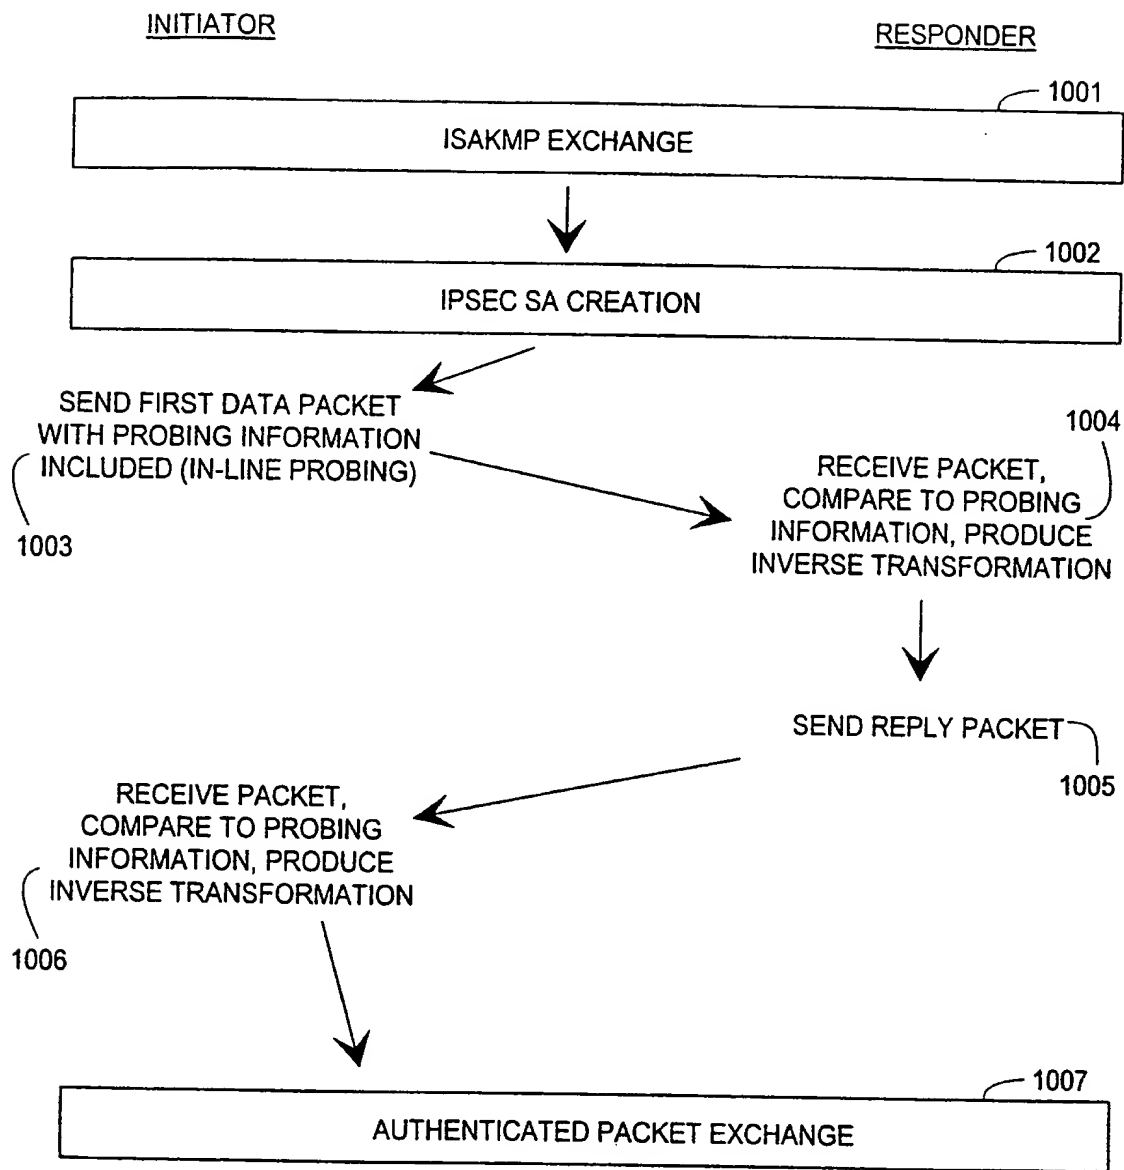 INITIATOR
RESPONDER
1001
ISAKMP EXCHANGE
1002
IPSEC SA CREATION
SEND FIRST DATA PACKET
WITH PROBING INFORMATION
INCLUDED (IN-LINE PROBING)
1003
1004
RECEIVE PACKET,
COMPARE TO PROBING
INFORMATION, PRODUCE
INVERSE TRANSFORMATION
SEND REPLY PACKET
1005
RECEIVE PACKET,
COMPARE TO PROBING
INFORMATION, PRODUCE
INVERSE TRANSFORMATION
1006
1007
AUTHENTICATED PACKET EXCHANGE